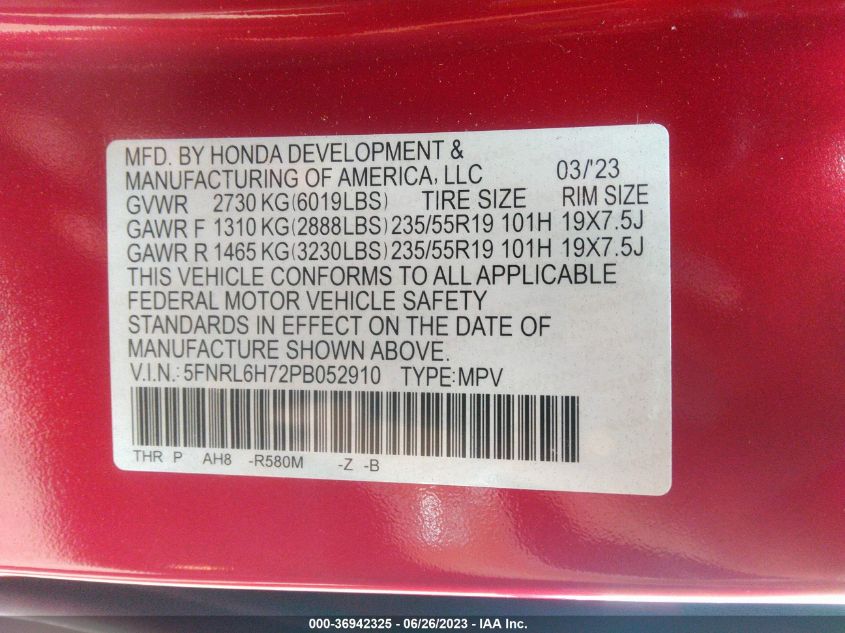 MFD. BY HONDA DEVELOPMENT &
MANUFACTURING OF AMERICA, LLC 03/'23
GVWR 2730 KG(6019LBS) TIRE SIZE RIM SIZE
GAWR F 1310 KG(2888LBS) 235/55R19 101H 19X7.5J
GAWR R 1465 KG(3230LBS) 235/55R19 101H 19X7.5J
THIS VEHICLE CONFORMS TO ALL APPLICABLE
FEDERAL MOTOR VEHICLE SAFETY
STANDARDS IN EFFECT ON THE DATE OF
MANUFACTURE SHOWN ABOVE.
V.I.N.: 5FNRL6H72PB052910 TYPE:MPV
THR P AH8 -R580M -Z -B
000-36942325 - 06/26/2023 - IAA Inc.